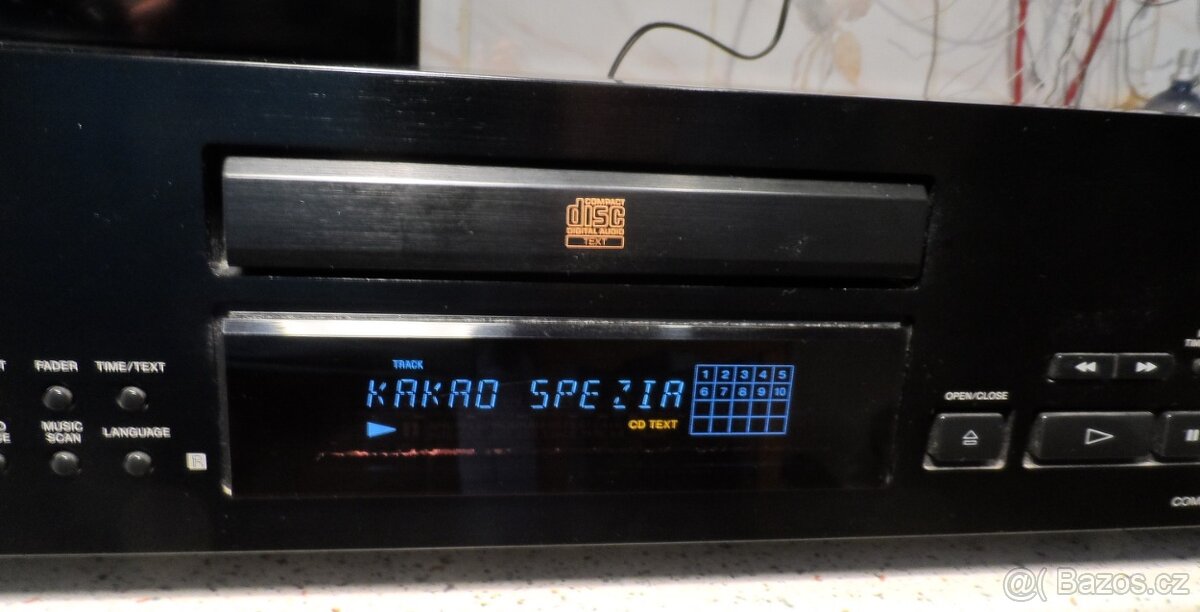 COMPACT
disc
DIGITAL AUDIO
TEXT
FADER TIME/TEXT
MUSIC SCAN LANGUAGE
TRACK
KAKAO SPEZIA
CD TEXT
1 2 3 4 5
6 7 8 9 10
OPEN/CLOSE
@( Bazos.cz